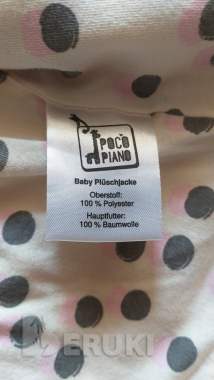 POCO
PIANO
Baby Plüschjacke
Oberstoff:
100 % Polyester
Hauptfutter:
100 % Baumwolle
ERUKI